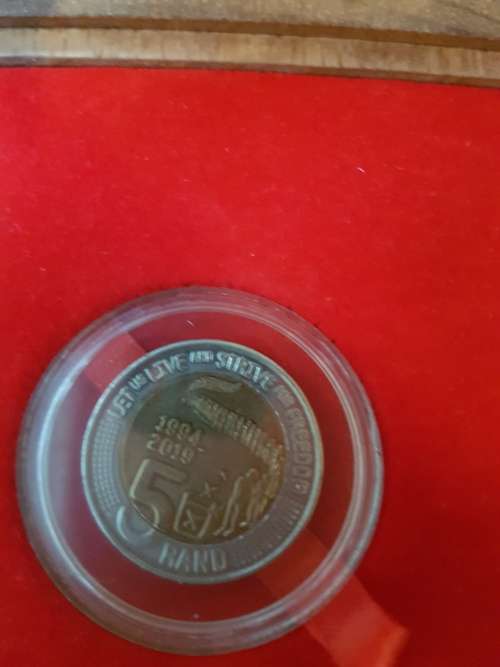 LET US LIVE AND STRIVE FOR FREEDOM
1994-
2019
5
RAND